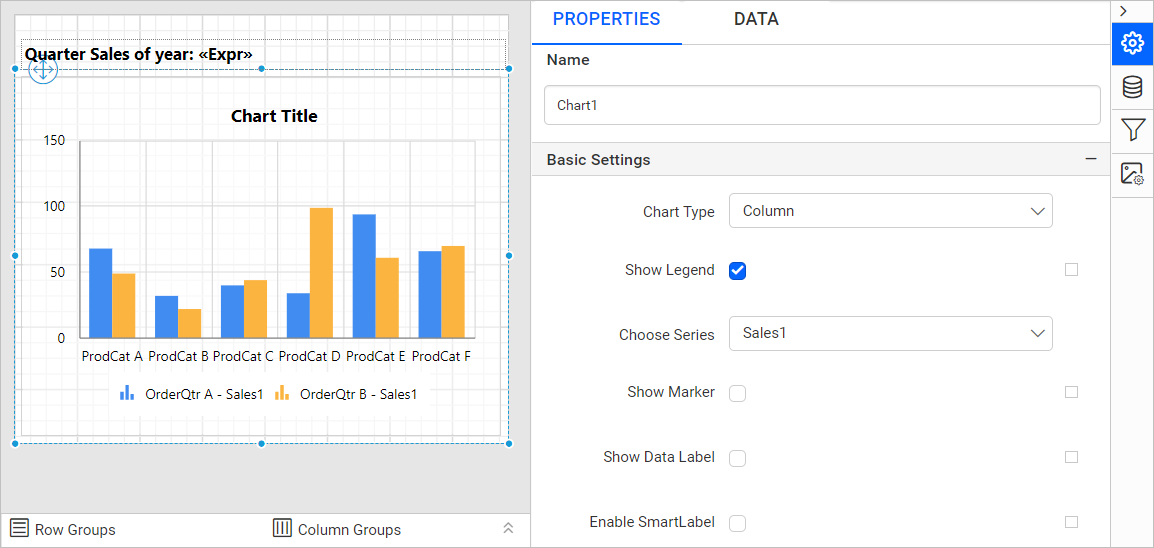 Quarter Sales of year: «Expr»
Chart Title
150
100
50
0
ProdCat A ProdCat B ProdCat C ProdCat D ProdCat E ProdCat F
OrderQtr A - Sales1 OrderQtr B - Sales1
Row Groups Column Groups
PROPERTIES DATA
Name
Chart1
Basic Settings
Chart Type Column
Show Legend
Choose Series Sales1
Show Marker
Show Data Label
Enable SmartLabel